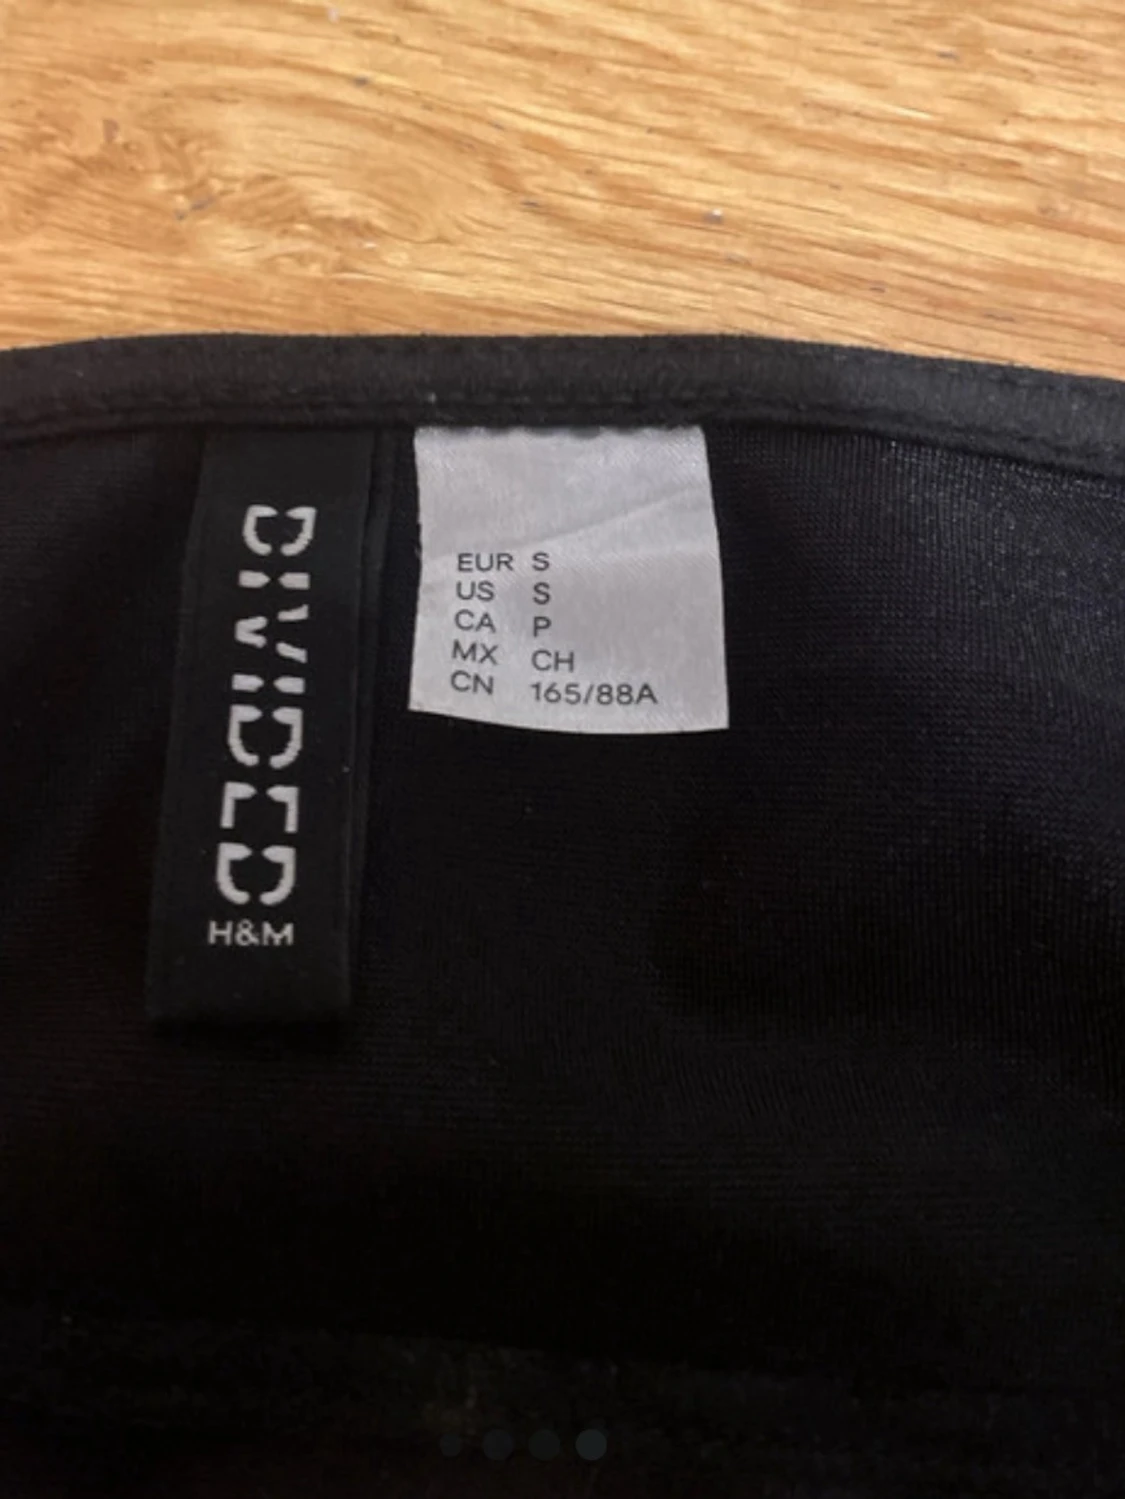 DIVIDED
H&M
EUR S
US S
CA P
MX CH
CN 165/88A